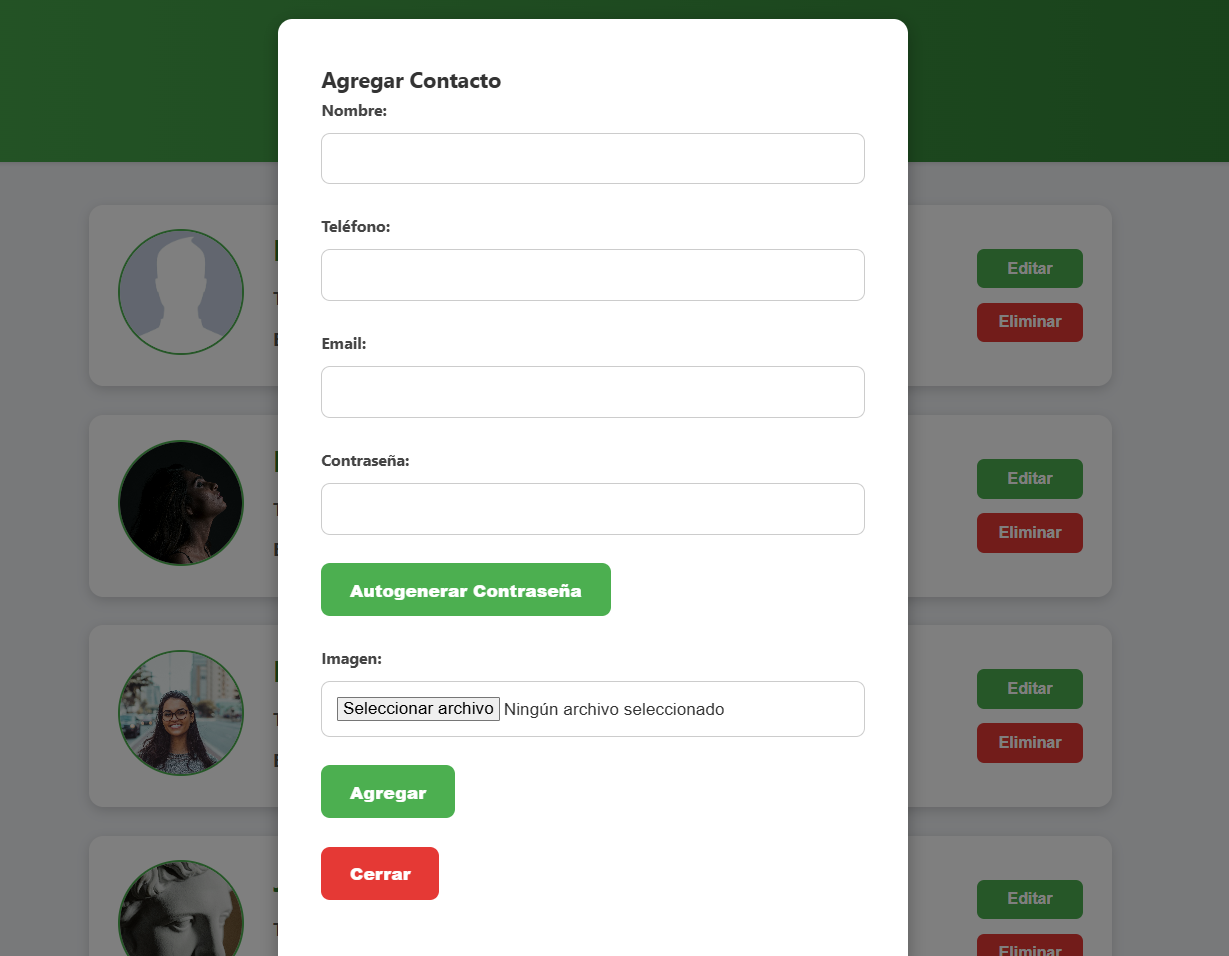 Agregar Contacto
Nombre:
Teléfono:
Email:
Contraseña:
Autogenerar Contraseña
Imagen:
Seleccionar archivo Ningún archivo seleccionado
Agregar
Cerrar
Editar
Eliminar
Editar
Eliminar
Editar
Eliminar
Editar
Eliminar